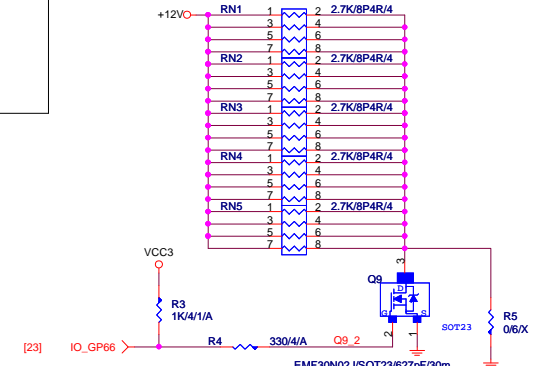 +12V RN1 1 2 2.7K/8P4R/4
3 4
5 6
7 8
RN2 1 2 2.7K/8P4R/4
3 4
5 6
7 8
RN3 1 2 2.7K/8P4R/4
3 4
5 6
7 8
RN4 1 2 2.7K/8P4R/4
3 4
5 6
7 8
RN5 1 2 2.7K/8P4R/4
3 4
5 6
7 8
VCC3
3
Q9
D
G S
R3
1K/4/1/A
SOT23
R5
0/6/X
2 1
[23] IO_GP66 R4 330/4/A Q9_2